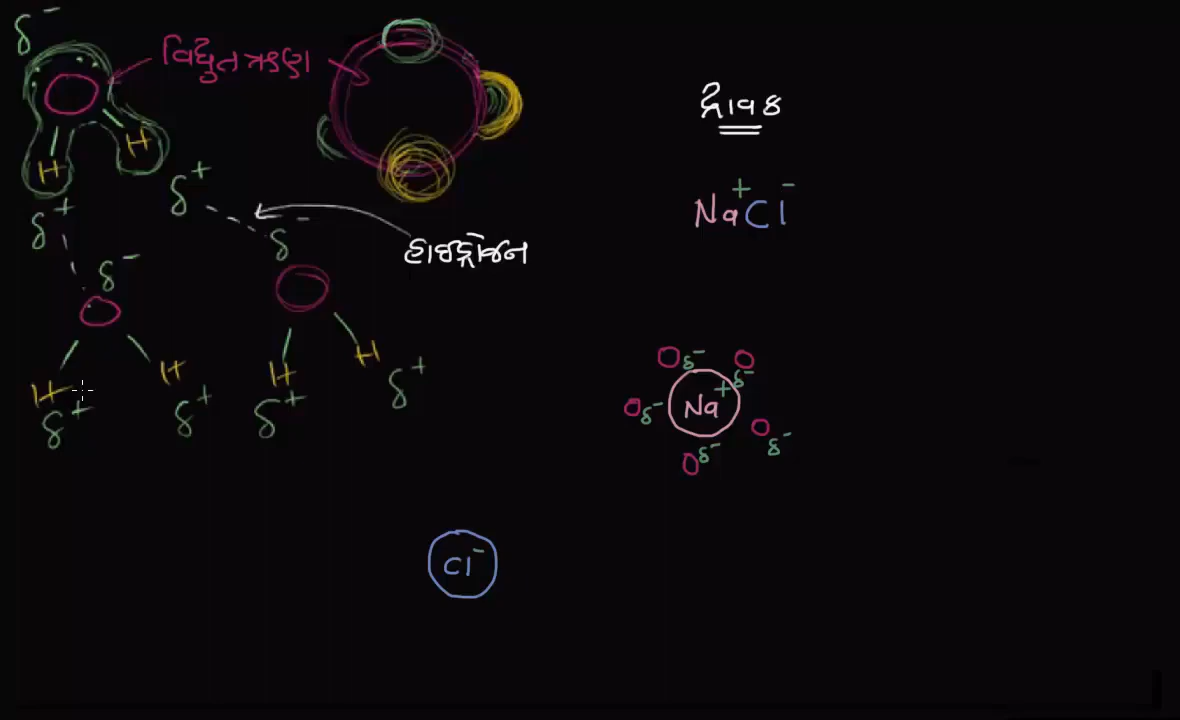 δ⁻
વિદ્યુતઋણ
H
H
δ⁺
δ⁺
દ્રાવક
Na⁺Cl⁻
δ⁻
હાઇડ્રોજન
δ⁻
H
H
H
H
δ⁺
δ⁺
δ⁺
δ⁺
O δ⁻
O δ⁻
O δ⁻
Na⁺
O δ⁻
O δ⁻
Cl⁻